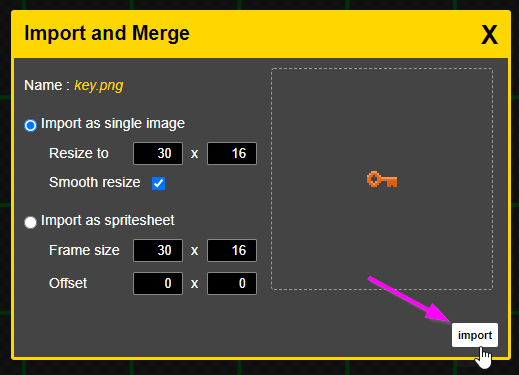 Import and Merge X
Name : key.png
Import as single image
Resize to 30 x 16
Smooth resize
Import as spritesheet
Frame size 30 x 16
Offset 0 x 0
import